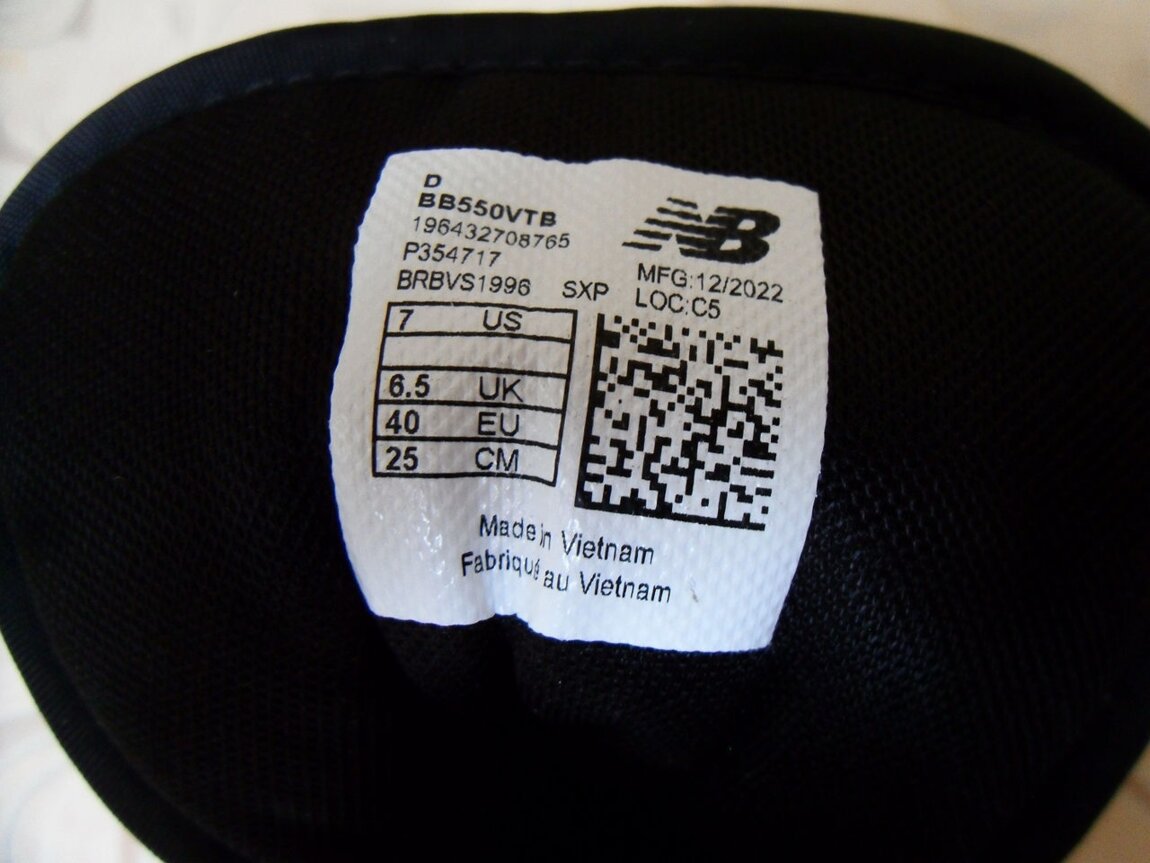 D
BB550VTB
196432708765
P354717
BRBVS1996 SXP
NB
MFG:12/2022
LOC:C5
7 US
6.5 UK
40 EU
25 CM
Made in Vietnam
Fabriqué au Vietnam